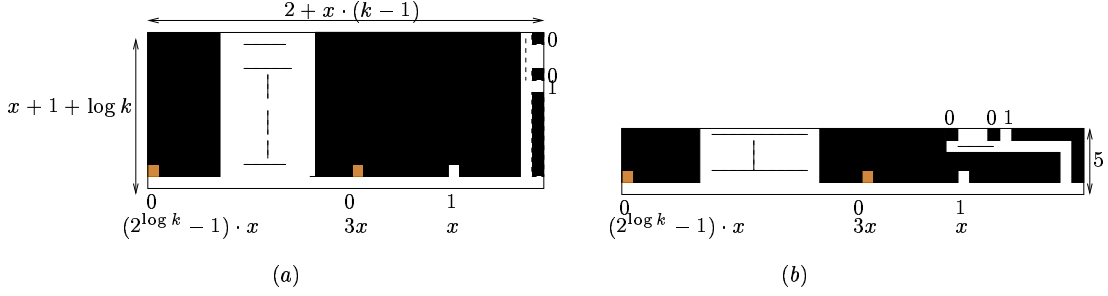 2 + x · (k − 1)
0
0
1
x + 1 + log k
0 0 1
(2^{log k} − 1) · x 3x x
(a)
0 0 1
5
0 0 1
(2^{log k} − 1) · x 3x x
(b)